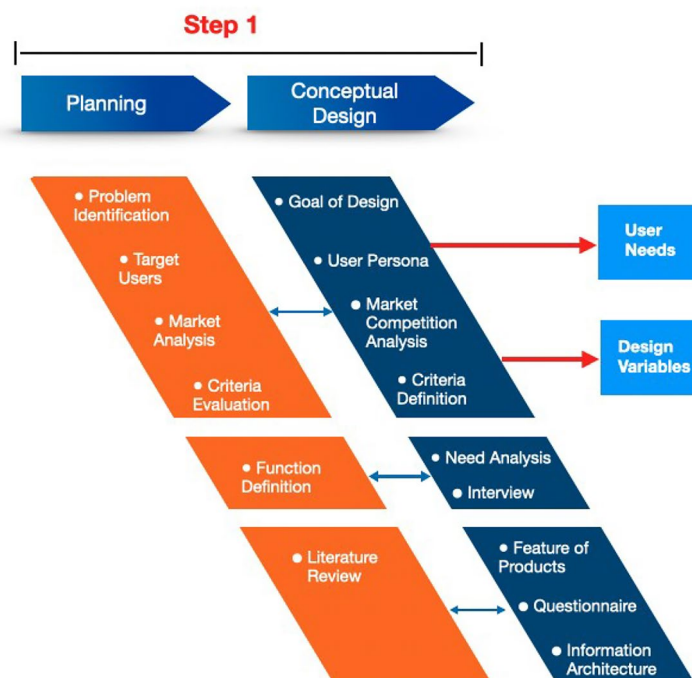 Step 1
Planning
Conceptual
Design
• Problem
Identification
• Target
Users
• Market
Analysis
• Criteria
Evaluation
• Goal of Design
• User Persona
• Market
Competition
Analysis
• Criteria
Definition
User
Needs
Design
Variables
• Function
Definition
• Need Analysis
• Interview
• Literature
Review
• Feature of
Products
• Questionnaire
• Information
Architecture